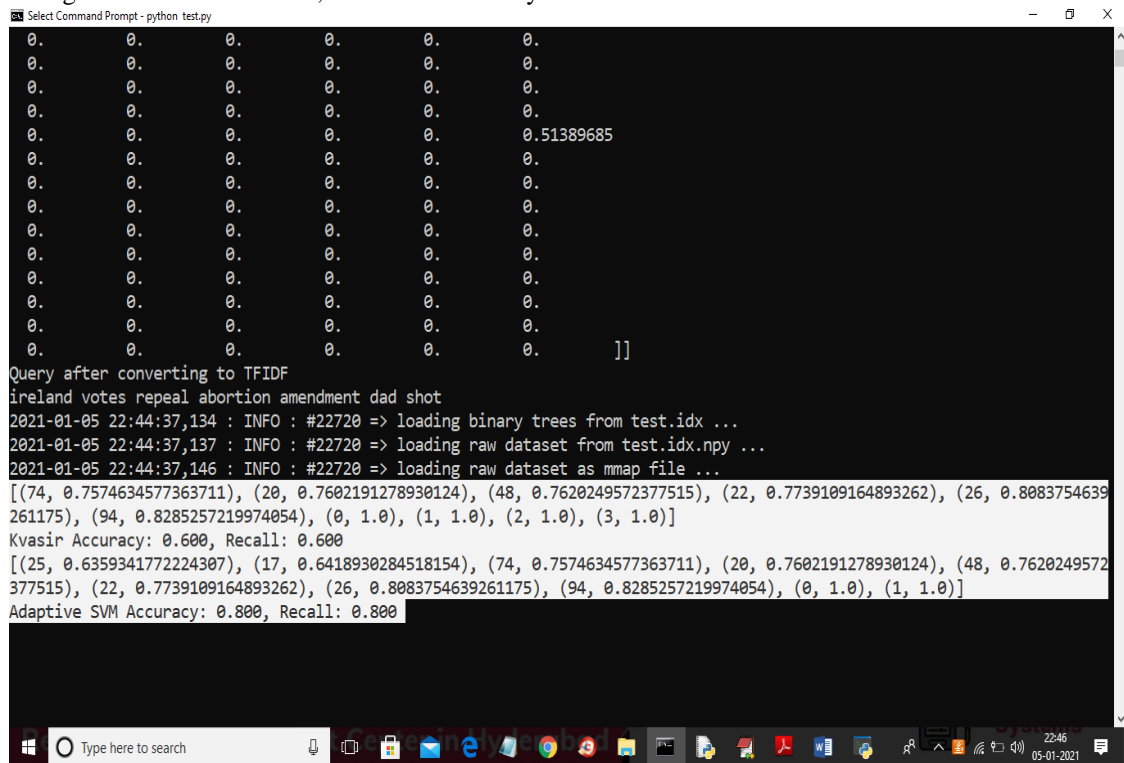 Select Command Prompt - python test.py
0. 0. 0. 0. 0. 0.
0. 0. 0. 0. 0. 0.
0. 0. 0. 0. 0. 0.
0. 0. 0. 0. 0. 0.
0. 0. 0. 0. 0. 0.51389685
0. 0. 0. 0. 0. 0.
0. 0. 0. 0. 0. 0.
0. 0. 0. 0. 0. 0.
0. 0. 0. 0. 0. 0.
0. 0. 0. 0. 0. 0.
0. 0. 0. 0. 0. 0.
0. 0. 0. 0. 0. 0.
0. 0. 0. 0. 0. 0.
0. 0. 0. 0. 0. 0. ]]
Query after converting to TFIDF
ireland votes repeal abortion amendment dad shot
2021-01-05 22:44:37,134 : INFO : #22720 => loading binary trees from test.idx ...
2021-01-05 22:44:37,137 : INFO : #22720 => loading raw dataset from test.idx.npy ...
2021-01-05 22:44:37,146 : INFO : #22720 => loading raw dataset as mmap file ...
[(74, 0.7574634577363711), (20, 0.7602191278930124), (48, 0.7620249572377515), (22, 0.7739109164893262), (26, 0.8083754639
261175), (94, 0.8285257219974054), (0, 1.0), (1, 1.0), (2, 1.0), (3, 1.0)]
Kvasir Accuracy: 0.600, Recall: 0.600
[(25, 0.6359341772224307), (17, 0.6418930284518154), (74, 0.7574634577363711), (20, 0.7602191278930124), (48, 0.7620249572
377515), (22, 0.7739109164893262), (26, 0.8083754639261175), (94, 0.8285257219974054), (0, 1.0), (1, 1.0)]
Adaptive SVM Accuracy: 0.800, Recall: 0.800
Type here to search
22:46
05-01-2021